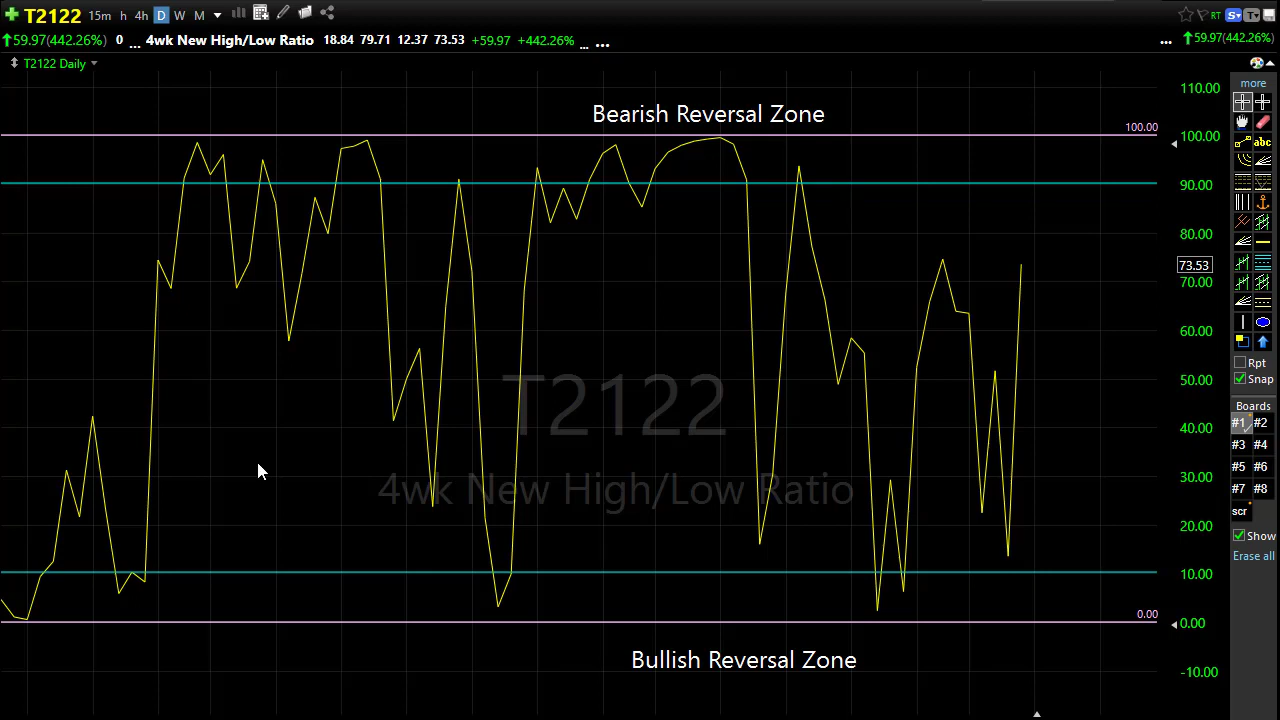 T2122 15m h 4h D W M RT S T
59.97(442.26%) 0 ... 4wk New High/Low Ratio 18.84 79.71 12.37 73.53 +59.97 +442.26% ... ... ... 59.97(442.26%)
T2122 Daily
more
110.00
Bearish Reversal Zone
100.00
100.00
abc
90.00
80.00
73.53
70.00
60.00
Rpt
50.00
Snap
T2122
Boards
#1 #2
40.00
#3 #4
#5 #6
30.00
4wk New High/Low Ratio
#7 #8
scr
20.00
Show
Erase all
10.00
0.00
0.00
Bullish Reversal Zone
-10.00